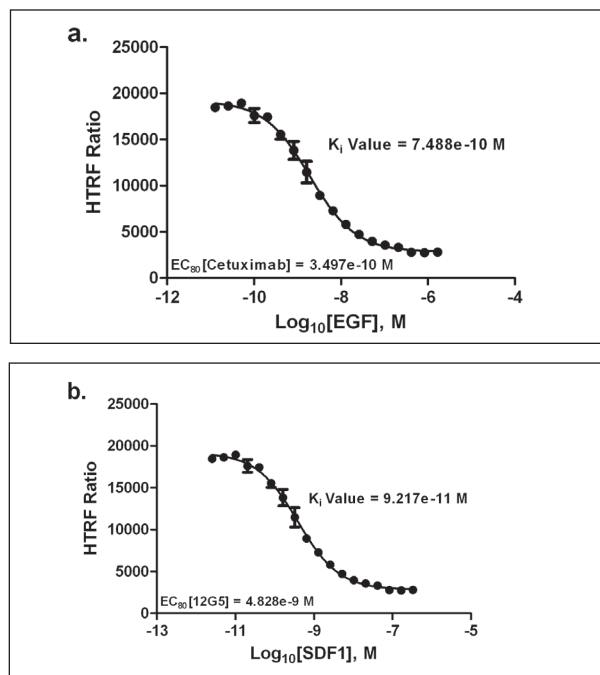 a.
25000
20000
15000
10000
5000
0
HTRF Ratio
Ki Value = 7.488e-10 M
EC80[Cetuximab] = 3.497e-10 M
-12 -10 -8 -6 -4
Log10[EGF], M
b.
25000
20000
15000
10000
5000
0
HTRF Ratio
Ki Value = 9.217e-11 M
EC80[12G5] = 4.828e-9 M
-13 -11 -9 -7 -5
Log10[SDF1], M